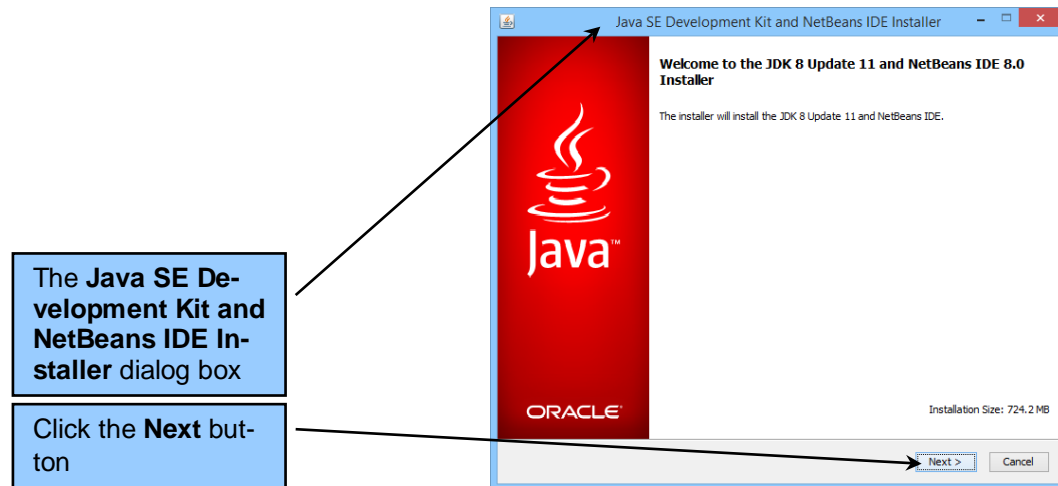 Java SE Development Kit and NetBeans IDE Installer
Welcome to the JDK 8 Update 11 and NetBeans IDE 8.0
Installer
The installer will install the JDK 8 Update 11 and NetBeans IDE.
Java™
ORACLE®
Installation Size: 724.2 MB
Next >
Cancel
The Java SE De-
velopment Kit and
NetBeans IDE In-
staller dialog box
Click the Next but-
ton